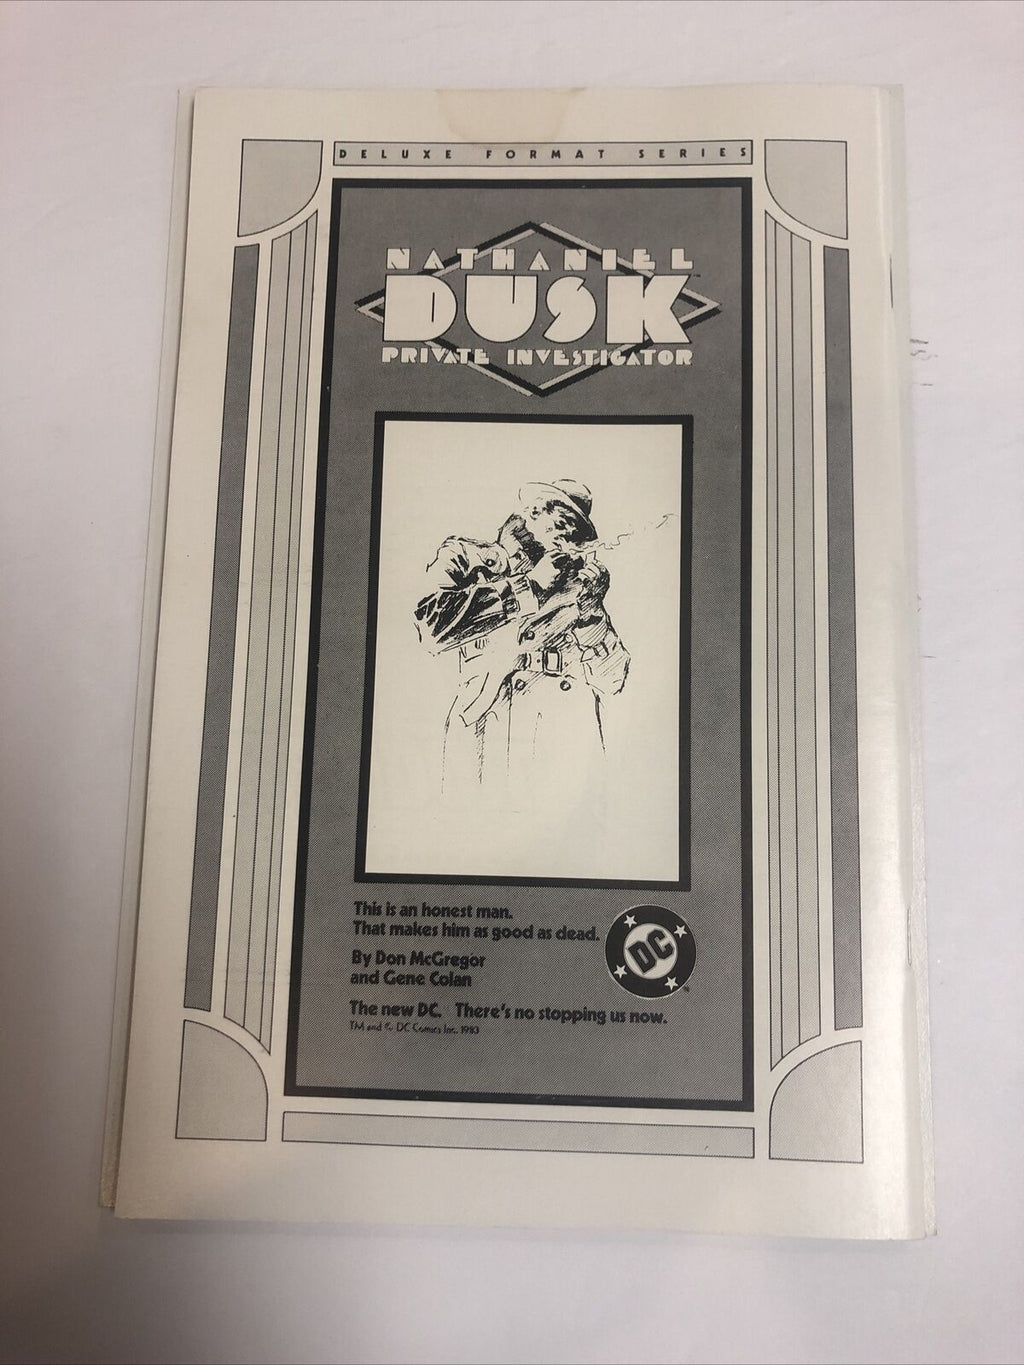 DELUXE FORMAT SERIES
NATHANIEL
DUSK™
PRIVATE INVESTIGATOR
This is an honest man.
That makes him as good as dead.
By Don McGregor
and Gene Colan
DC
The new DC. There's no stopping us now.
TM and © DC Comics Inc. 1983